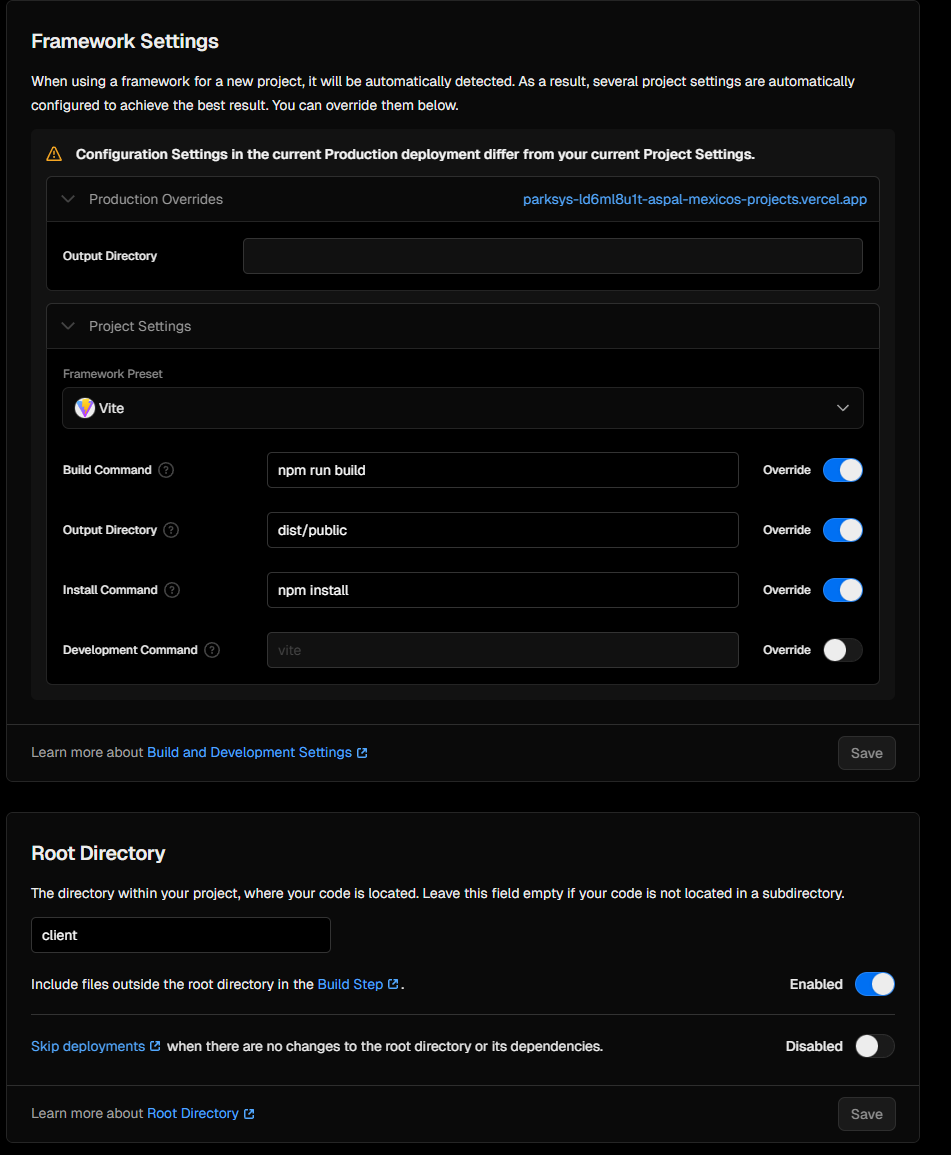 Framework Settings
When using a framework for a new project, it will be automatically detected. As a result, several project settings are automatically
configured to achieve the best result. You can override them below.
Configuration Settings in the current Production deployment differ from your current Project Settings.
Production Overrides
parksys-ld6ml8u1t-aspal-mexicos-projects.vercel.app
Output Directory
Project Settings
Framework Preset
Vite
Build Command ? npm run build Override
Output Directory ? dist/public Override
Install Command ? npm install Override
Development Command ? vite Override
Learn more about Build and Development Settings
Save
Root Directory
The directory within your project, where your code is located. Leave this field empty if your code is not located in a subdirectory.
client
Include files outside the root directory in the Build Step .
Enabled
Skip deployments when there are no changes to the root directory or its dependencies.
Disabled
Learn more about Root Directory
Save